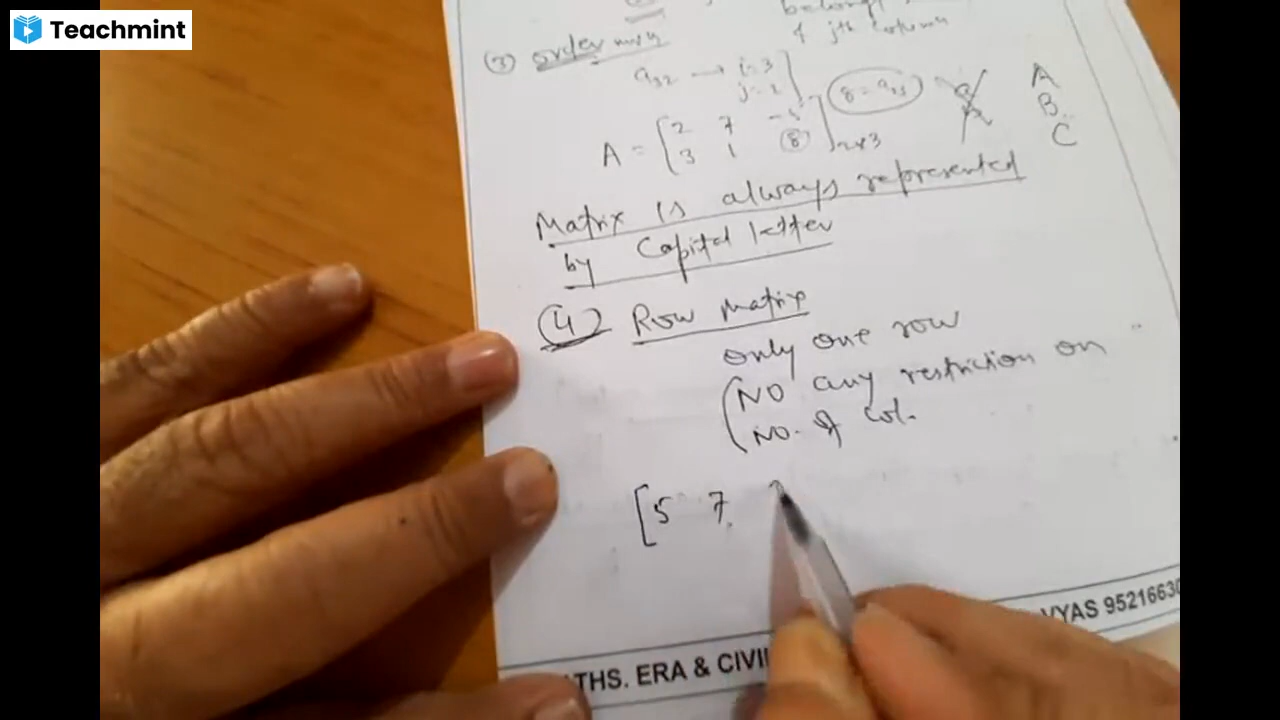 Teachmint
belong
(3) order m×n of jth column
a32 → i=3
j=2
8 = a23
A
B
C
A = [2 7 -5
3 1 8] 2×3
Matrix is always represented
by Capital letter
(4) Row Matrix
only one row
(NO any restriction on
NO. of col.
[5 7
THS. ERA & CIVI VYAS 9521663